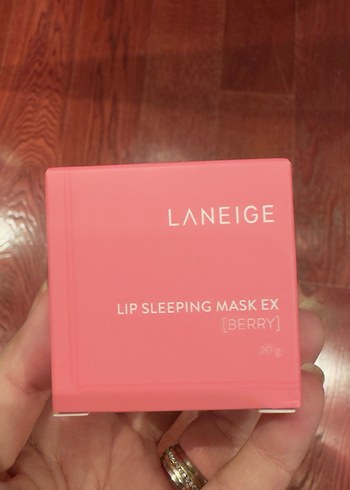 LANEIGE
LIP SLEEPING MASK EX
[BERRY]
20 g